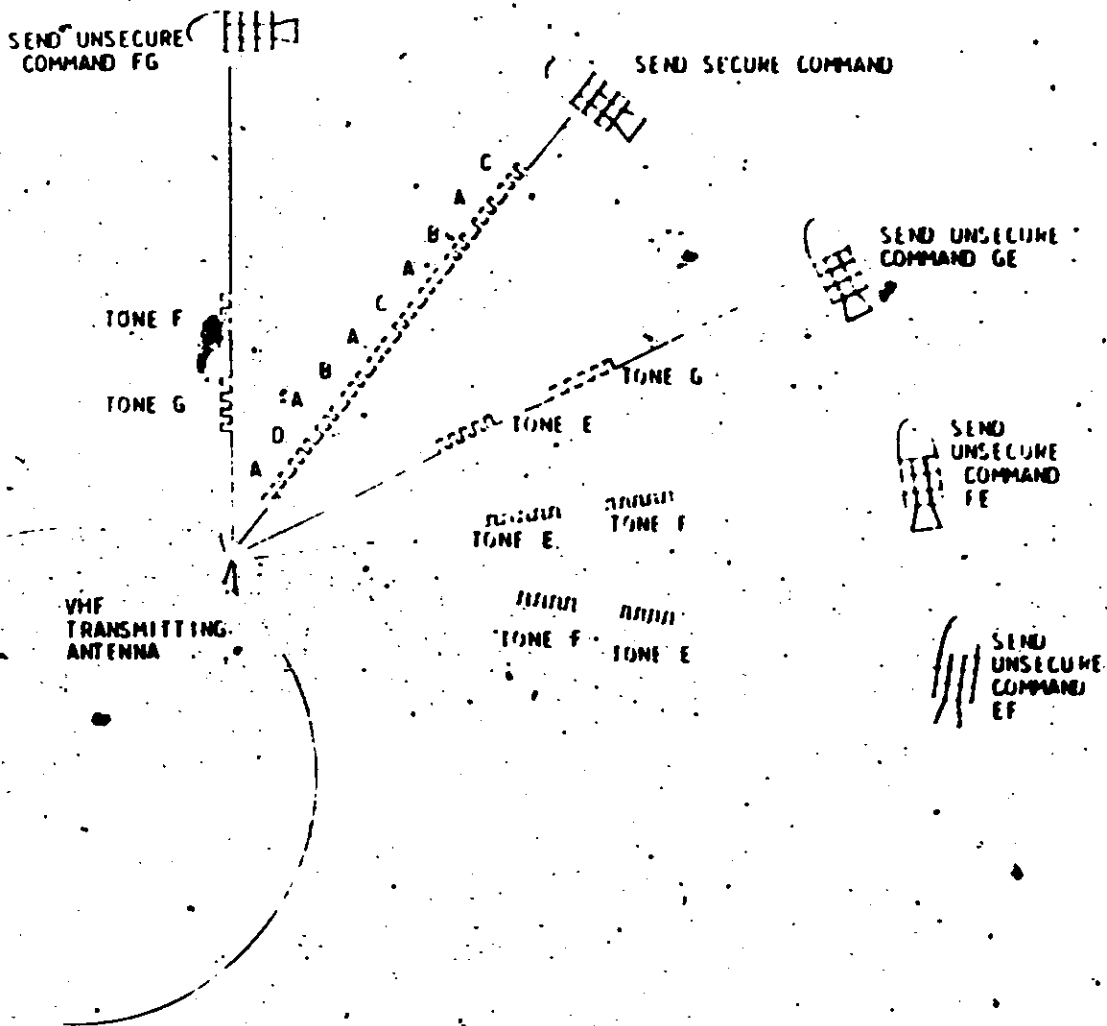 SEND UNSECURE
COMMAND FG
SEND SECURE COMMAND
C
A
B
A
C
A
B
A
D
A
SEND UNSECURE
COMMAND GE
TONE F
TONE G
TONE G
TONE E
SEND
UNSECURE
COMMAND
FE
TONE E
TONE F
TONE F
TONE E
VHF
TRANSMITTING
ANTENNA
SEND
UNSECURE
COMMAND
EF